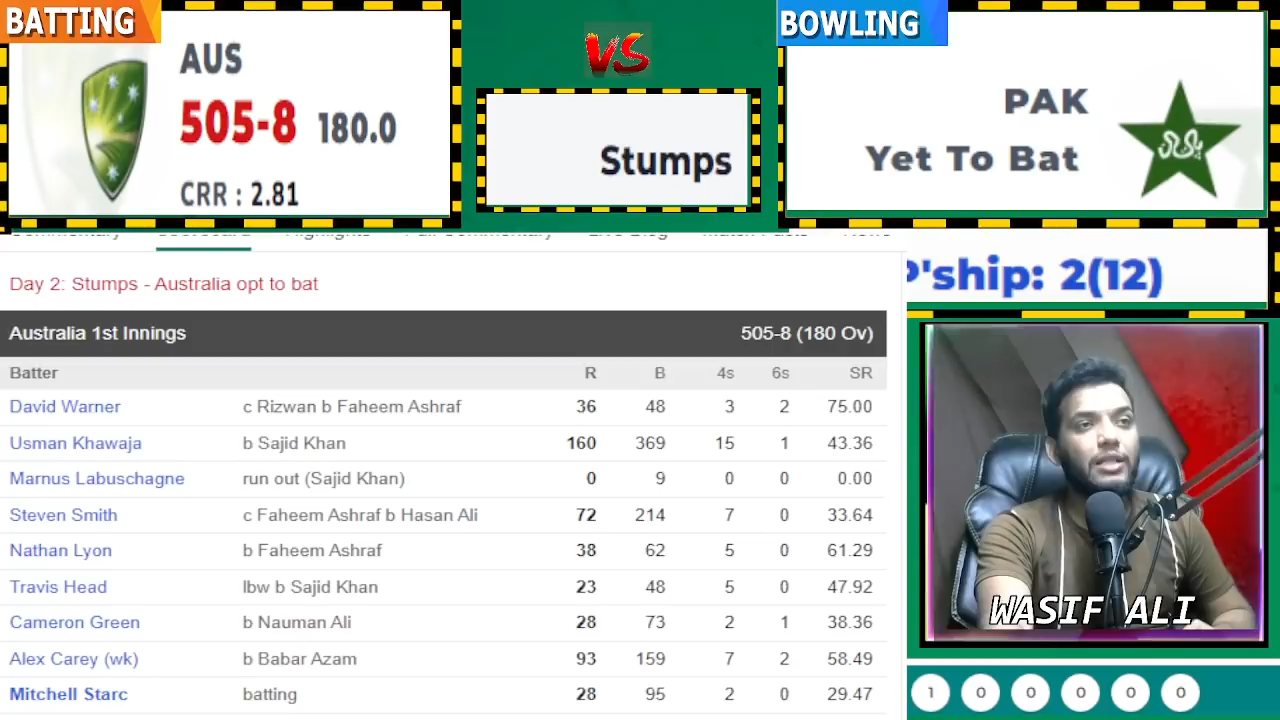 BATTING
AUS
505-8 180.0
CRR : 2.81
VS
Stumps
BOWLING
PAK
Yet To Bat
P'ship: 2(12)
Day 2: Stumps - Australia opt to bat
Australia 1st Innings 505-8 (180 Ov)
Batter R B 4s 6s SR
David Warner c Rizwan b Faheem Ashraf 36 48 3 2 75.00
Usman Khawaja b Sajid Khan 160 369 15 1 43.36
Marnus Labuschagne run out (Sajid Khan) 0 9 0 0 0.00
Steven Smith c Faheem Ashraf b Hasan Ali 72 214 7 0 33.64
Nathan Lyon b Faheem Ashraf 38 62 5 0 61.29
Travis Head lbw b Sajid Khan 23 48 5 0 47.92
Cameron Green b Nauman Ali 28 73 2 1 38.36
Alex Carey (wk) b Babar Azam 93 159 7 2 58.49
Mitchell Starc batting 28 95 2 0 29.47
WASIF ALI
1 0 0 0 0 0